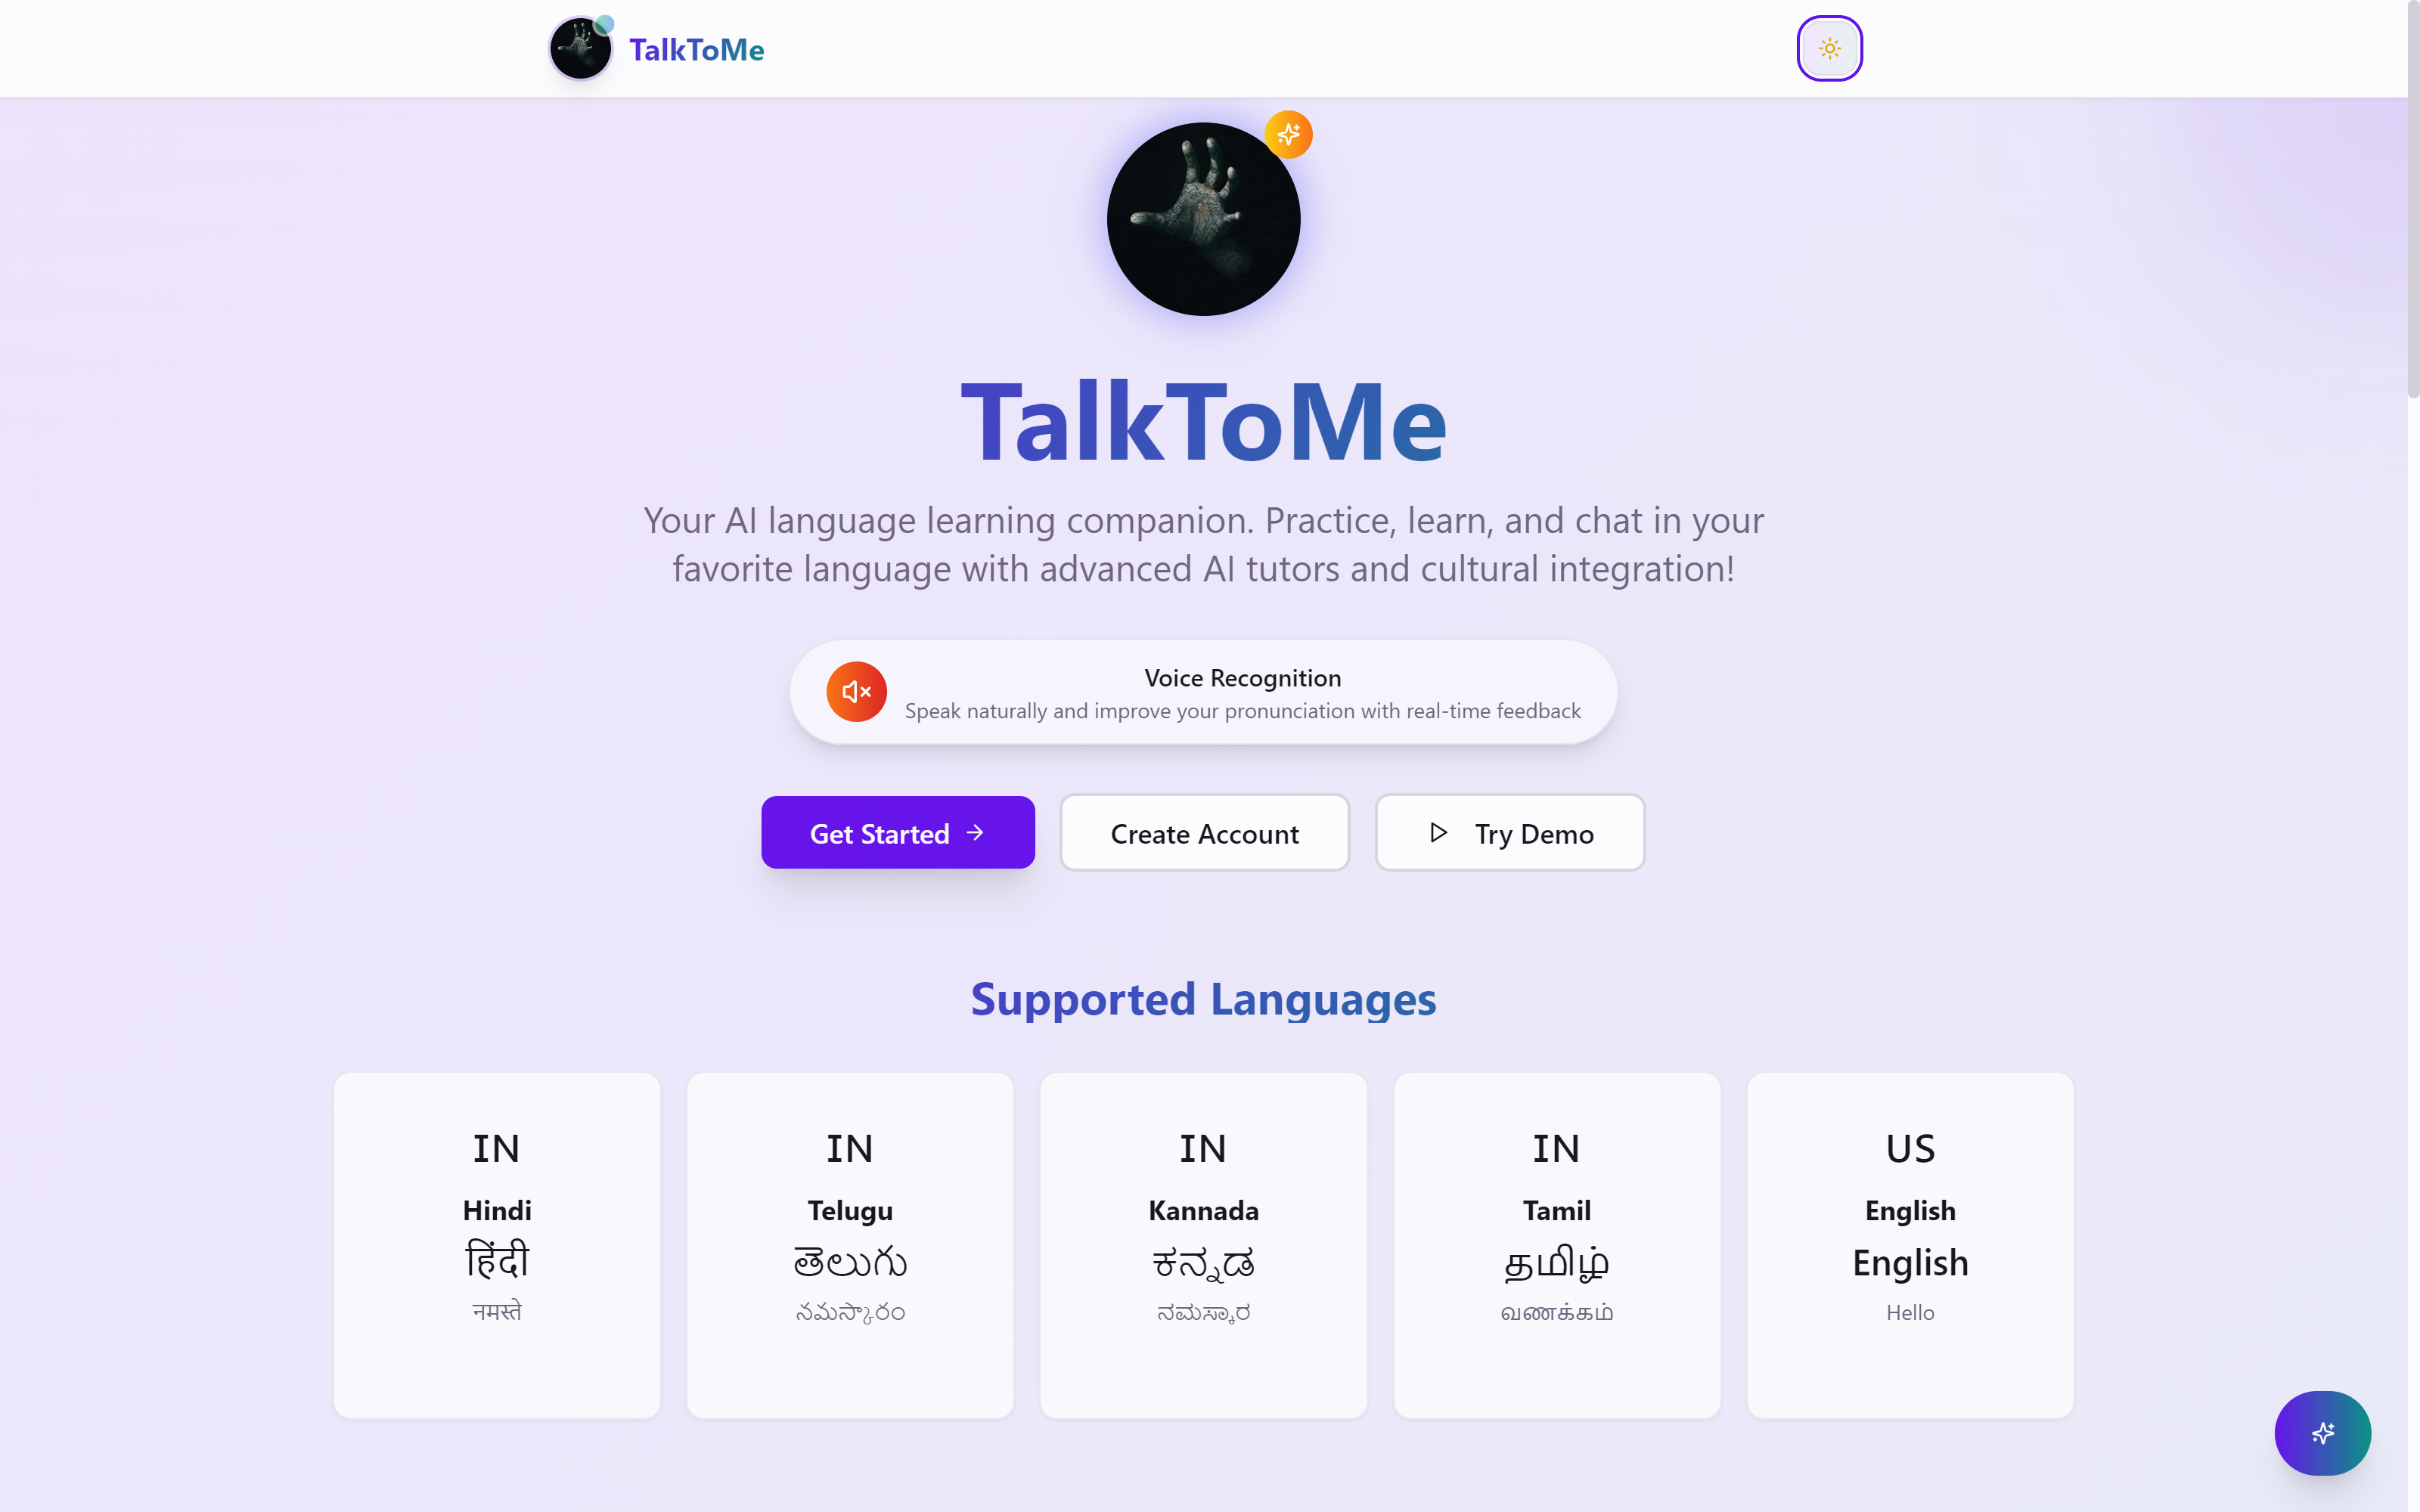 TalkToMe
TalkToMe
Your AI language learning companion. Practice, learn, and chat in your
favorite language with advanced AI tutors and cultural integration!
Voice Recognition
Speak naturally and improve your pronunciation with real-time feedback
Get Started
Create Account
Try Demo
Supported Languages
IN
Hindi
हिंदी
नमस्ते
IN
Telugu
తెలుగు
నమస్కారం
IN
Kannada
ಕನ್ನಡ
ನಮಸ್ಕಾರ
IN
Tamil
தமிழ்
வணக்கம்
US
English
English
Hello